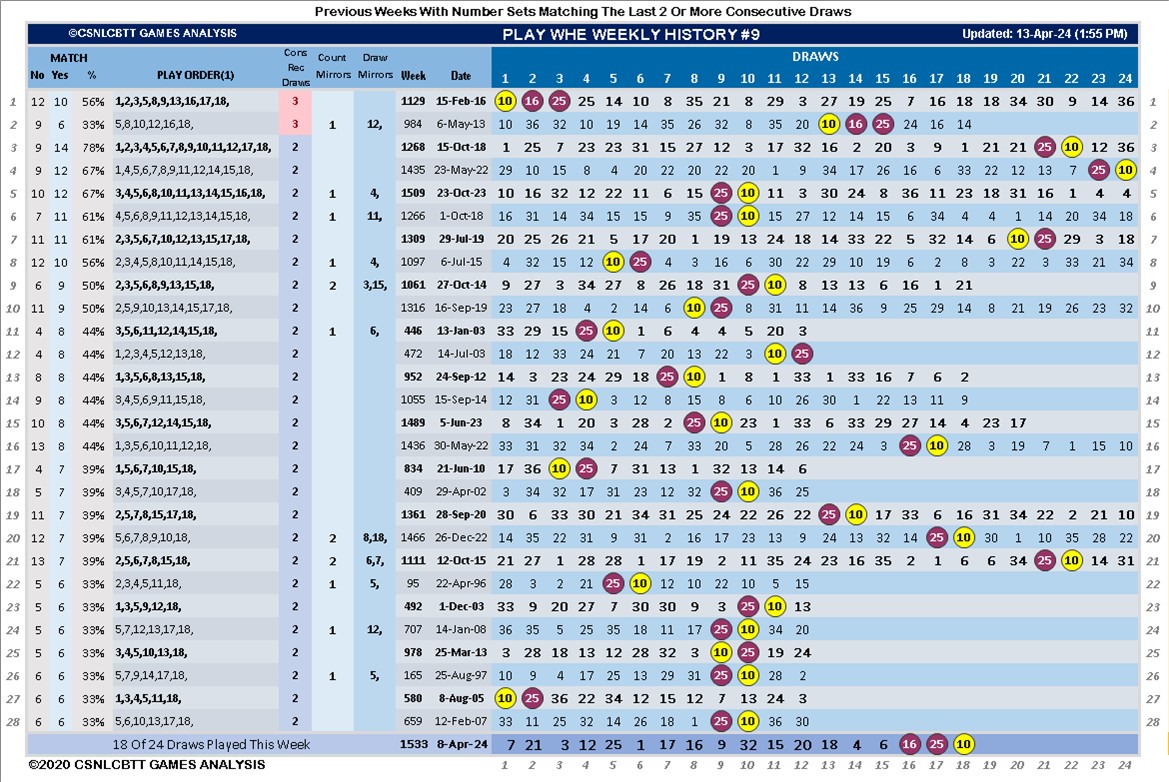 Previous Weeks With Number Sets Matching The Last 2 Or More Consecutive Draws
©CSNLCBTT GAMES ANALYSIS PLAY WHE WEEKLY HISTORY #9 Updated: 13-Apr-24 (1:55 PM)
MATCH Cons Rec Draws Count Mirrors Draw Mirrors DRAWS
No Yes % PLAY ORDER(1) Week Date 1 2 3 4 5 6 7 8 9 10 11 12 13 14 15 16 17 18 19 20 21 22 23 24
1 12 10 56% 1,2,3,5,8,9,13,16,17,18, 3 1129 15-Feb-16 10 16 25 25 14 10 8 35 21 8 29 3 27 19 25 7 16 18 18 34 30 9 14 36 1
2 9 6 33% 5,8,10,12,16,18, 3 1 12, 984 6-May-13 10 36 32 10 19 14 35 26 32 8 35 20 10 16 15 24 16 14 2
3 9 14 78% 1,2,3,4,5,6,7,8,9,10,11,12,17,18, 2 1268 15-Oct-18 1 25 7 23 23 31 15 27 12 3 17 32 16 2 20 3 9 1 21 21 25 10 12 36 3
4 9 12 67% 1,4,5,6,7,8,9,11,12,14,15,18, 2 1435 23-May-22 29 10 15 8 4 20 22 20 22 20 1 9 34 17 26 16 6 33 22 12 13 7 25 10 4
5 10 12 67% 3,4,5,6,8,10,11,13,14,15,16,18, 2 1 4, 1509 23-Oct-23 10 16 32 12 22 11 6 15 25 10 11 3 30 24 8 36 11 23 18 31 16 1 4 4 5
6 7 11 61% 4,5,6,8,9,11,12,13,14,15,18, 2 1 11, 1266 1-Oct-18 16 31 14 34 15 15 9 35 25 10 15 27 12 14 15 6 34 4 4 1 14 20 34 18 6
7 11 11 61% 2,3,5,6,7,10,12,13,15,17,18, 2 1309 29-Jul-19 20 25 26 21 5 17 20 1 19 13 24 18 14 33 22 5 32 14 6 10 25 29 3 18 7
8 12 10 56% 2,3,4,5,8,10,11,14,15,18, 2 1 4, 1097 6-Jul-15 4 32 15 12 10 25 4 3 16 6 30 22 29 10 19 6 2 8 3 22 3 33 21 34 8
9 6 9 50% 2,3,5,6,8,9,13,15,18, 2 2 3,15, 1061 27-Oct-14 9 27 3 34 27 8 26 18 31 25 10 8 13 13 6 16 1 21 9
10 11 9 50% 2,5,9,10,13,14,15,17,18, 2 1316 16-Sep-19 23 27 18 4 2 14 6 10 25 8 31 11 14 36 9 25 29 14 8 21 19 26 23 32 10
11 4 8 44% 3,5,6,11,12,14,15,18, 2 1 6, 446 13-Jan-03 33 29 15 25 10 1 6 4 4 5 20 3 11
12 4 8 44% 1,2,3,4,5,12,13,18, 2 472 14-Jul-03 18 12 33 24 21 7 20 13 22 3 10 25 12
13 8 8 44% 1,3,5,6,8,13,15,18, 2 952 24-Sep-12 14 3 23 24 29 18 25 10 1 8 1 33 1 33 16 7 6 2 13
14 9 8 44% 3,4,5,6,9,11,15,18, 2 1055 15-Sep-14 12 31 25 10 3 12 8 15 8 6 10 26 30 1 22 13 11 9 14
15 10 8 44% 3,5,6,7,12,14,15,18, 2 1489 5-Jun-23 8 34 1 20 3 28 2 25 10 23 1 33 6 33 29 27 14 4 23 17 15
16 13 8 44% 1,3,5,6,10,11,12,18, 2 1436 30-May-22 33 31 32 34 2 24 7 33 20 5 28 26 22 24 3 25 10 28 3 19 7 1 15 10 16
17 4 7 39% 1,5,6,7,10,15,18, 2 834 21-Jun-10 17 36 10 25 7 31 13 1 32 13 14 6 17
18 5 7 39% 3,4,5,7,10,17,18, 2 409 29-Apr-02 3 34 32 17 31 23 12 32 25 10 36 25 18
19 11 7 39% 2,5,7,8,15,17,18, 2 1361 28-Sep-20 30 6 33 30 21 34 31 25 24 22 26 22 25 10 17 33 6 16 31 34 22 2 21 10 19
20 12 7 39% 5,6,7,8,9,10,18, 2 2 8,18, 1466 26-Dec-22 14 35 22 31 9 31 2 16 17 23 13 9 24 13 32 14 25 10 30 1 10 35 28 22 20
21 13 7 39% 2,5,6,7,8,15,18, 2 2 6,7, 1111 12-Oct-15 21 27 1 28 28 1 17 19 2 11 35 24 23 16 35 2 1 6 6 34 25 10 14 31 21
22 5 6 33% 2,3,4,5,11,18, 2 1 5, 95 22-Apr-96 28 3 2 21 25 10 12 10 22 10 5 15 22
23 5 6 33% 1,3,5,9,12,18, 2 492 1-Dec-03 33 9 20 27 7 30 30 9 3 25 10 13 23
24 5 6 33% 5,7,12,13,17,18, 2 1 12, 707 14-Jan-08 36 35 5 25 35 18 11 17 25 10 34 20 24
25 5 6 33% 3,4,5,10,13,18, 2 978 25-Mar-13 3 28 18 13 12 28 32 3 10 25 19 24 25
26 6 6 33% 5,7,9,14,17,18, 2 1 5, 165 25-Aug-97 10 9 4 17 25 13 29 31 25 10 28 2 26
27 6 6 33% 1,3,4,5,11,18, 2 580 8-Aug-05 10 25 36 22 34 12 15 12 7 13 24 3 27
28 6 6 33% 5,6,10,13,17,18, 2 659 12-Feb-07 33 11 25 32 14 26 18 1 25 10 36 30 28
18 Of 24 Draws Played This Week 1533 8-Apr-24 7 21 3 12 25 1 17 16 9 32 15 20 18 4 6 16 25 10
©2020 CSNLCBTT GAMES ANALYSIS 1 2 3 4 5 6 7 8 9 10 11 12 13 14 15 16 17 18 19 20 21 22 23 24